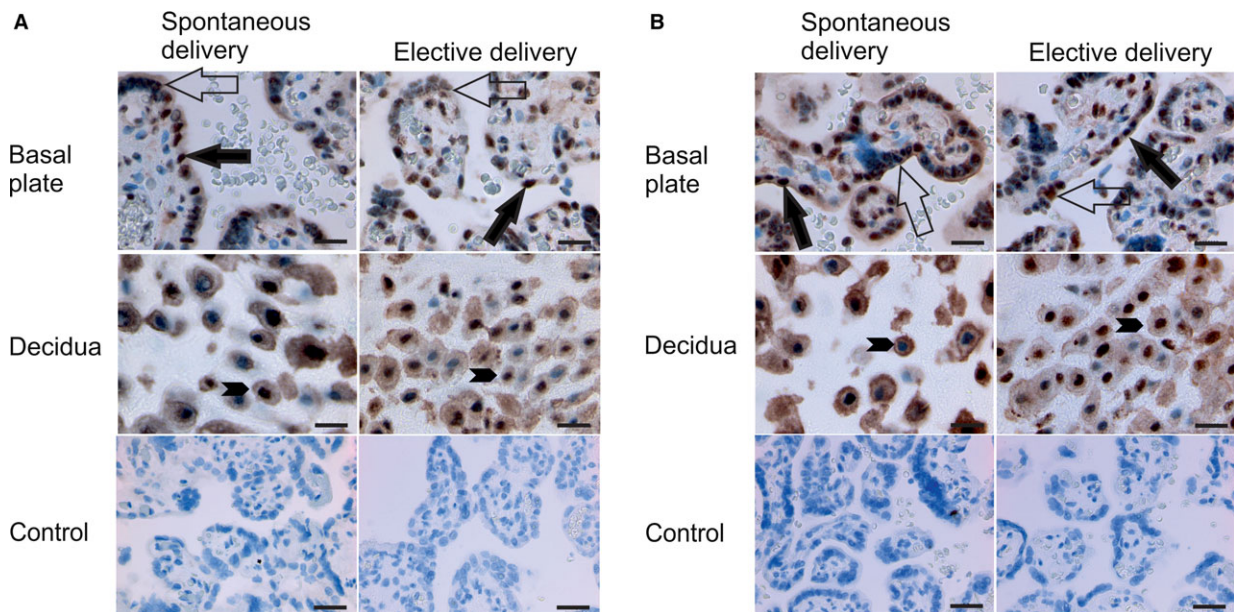 A
Spontaneous
delivery
Elective delivery
Basal
plate
Decidua
Control
B
Spontaneous
delivery
Elective delivery
Basal
plate
Decidua
Control